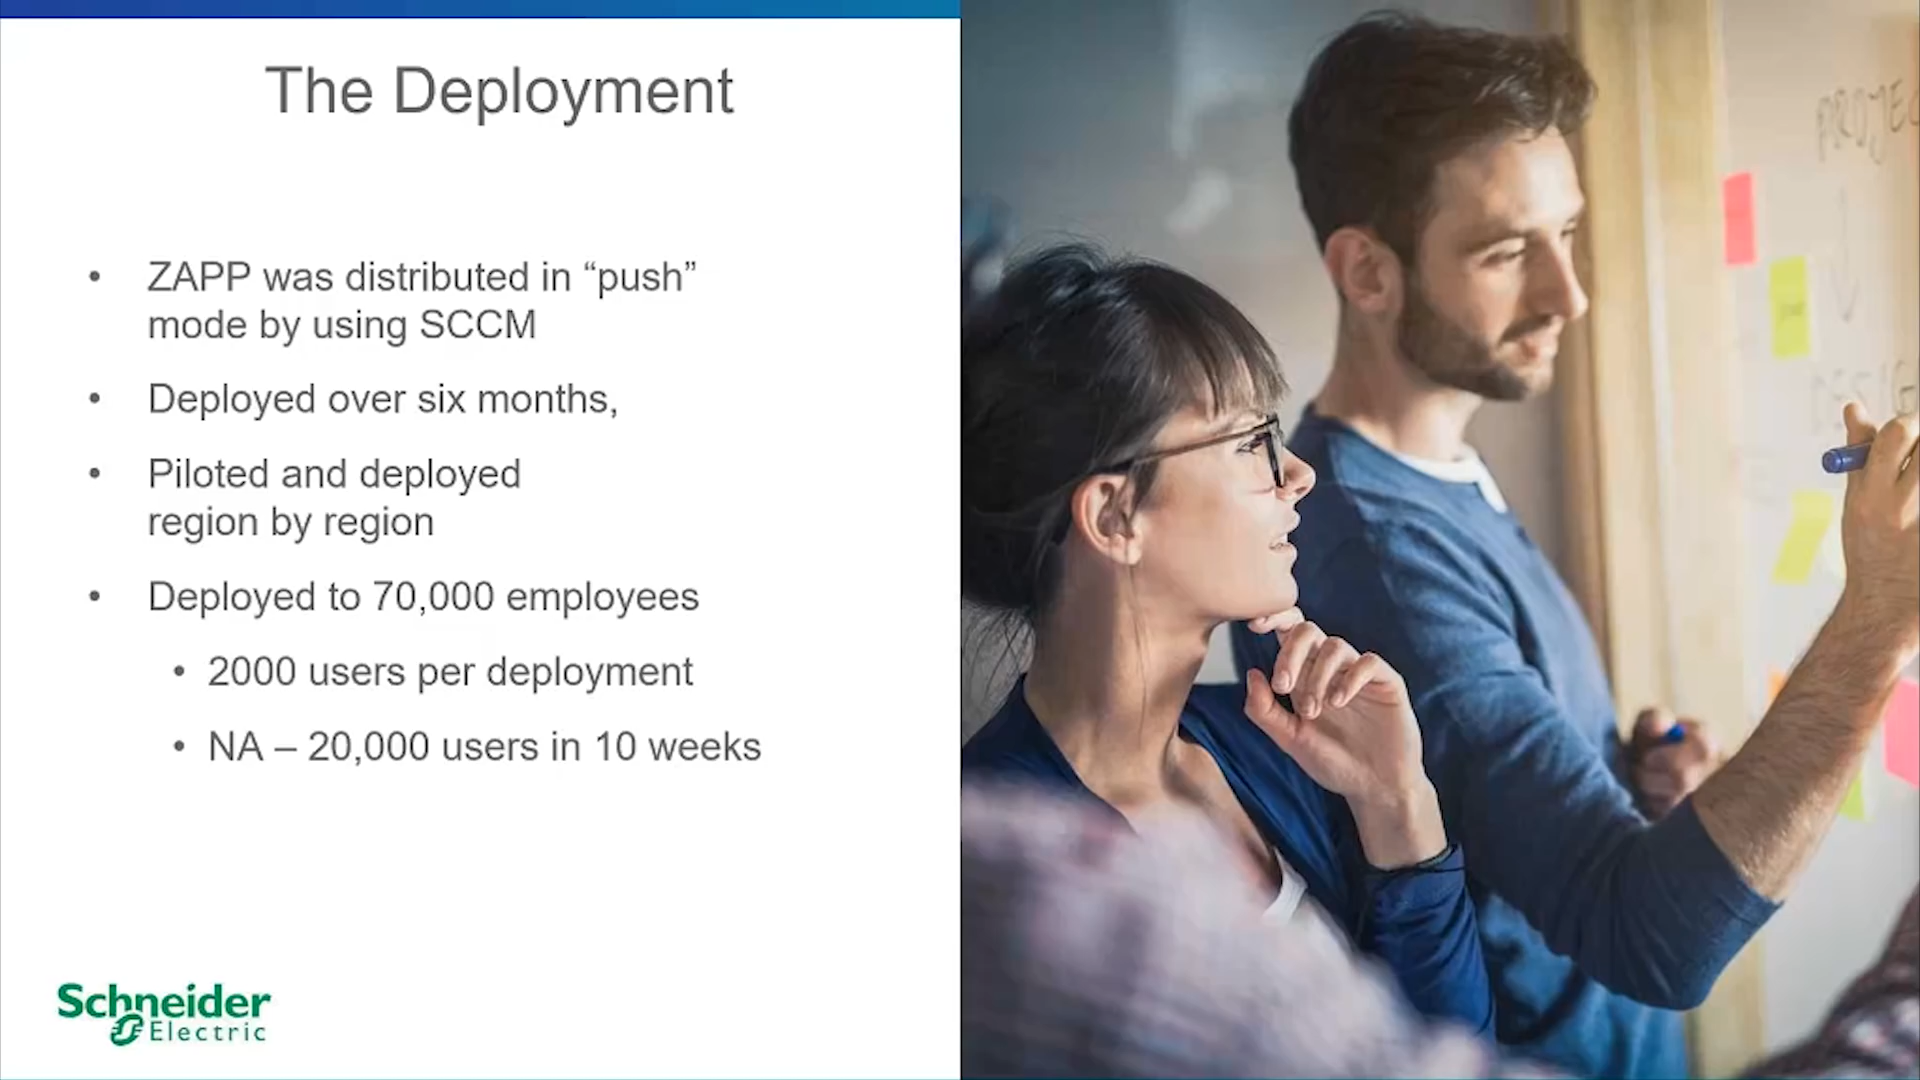 The Deployment
• ZAPP was distributed in “push”
mode by using SCCM
• Deployed over six months,
• Piloted and deployed
region by region
• Deployed to 70,000 employees
• 2000 users per deployment
• NA – 20,000 users in 10 weeks
Schneider
Electric